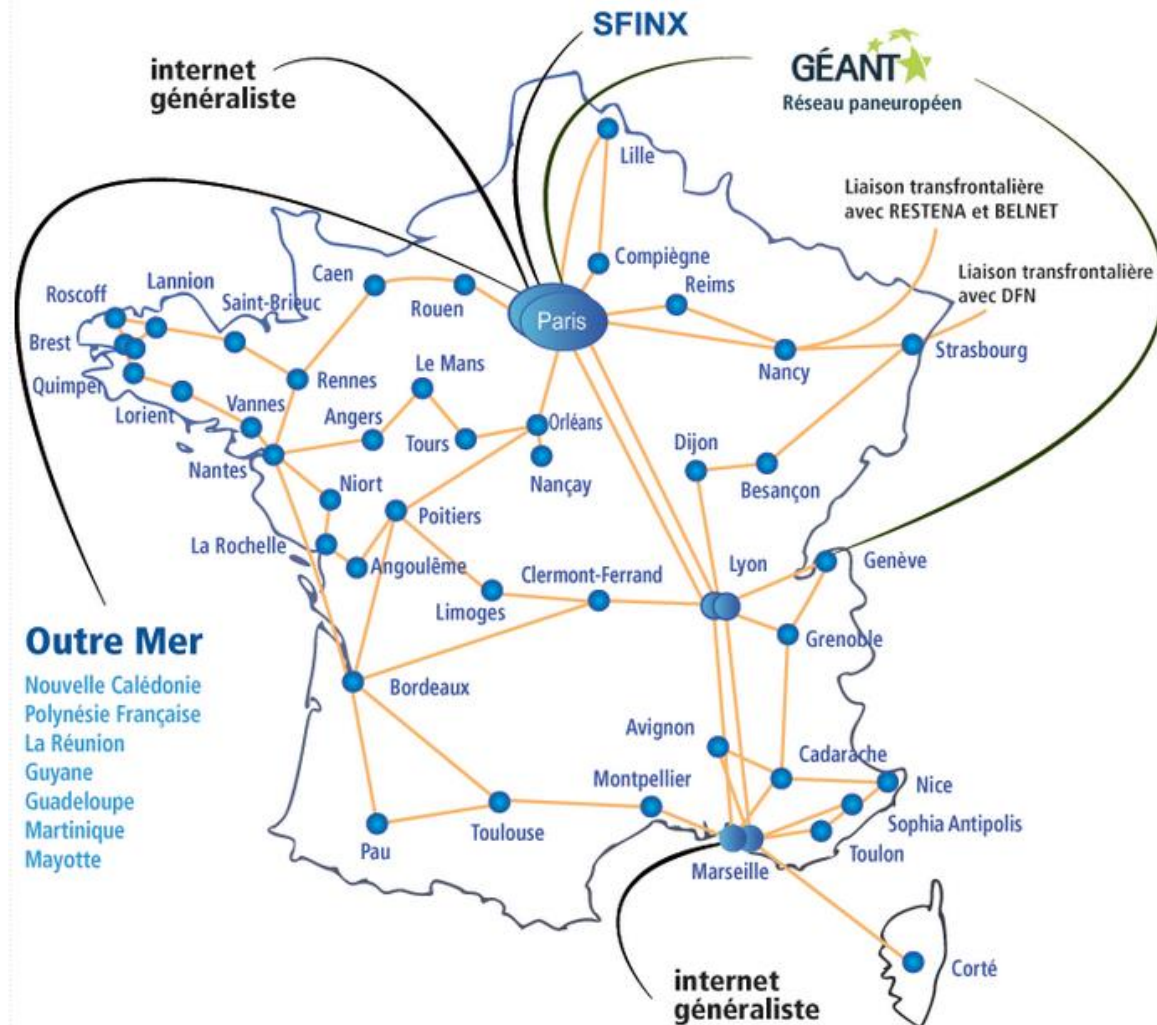 SFINX
internet
généraliste
GÉANT
Réseau paneuropéen
Lille
Liaison transfrontalière
avec RESTENA et BELNET
Compiègne
Liaison transfrontalière
avec DFN
Caen
Lannion
Reims
Roscoff
Saint-Brieuc
Rouen
Paris
Brest
Strasbourg
Le Mans
Nancy
Quimper
Rennes
Vannes
Lorient
Angers
Orléans
Tours
Dijon
Nantes
Nançay
Besançon
Niort
Poitiers
La Rochelle
Angoulême
Clermont-Ferrand
Lyon
Genève
Limoges
Outre Mer
Grenoble
Nouvelle Calédonie
Bordeaux
Polynésie Française
La Réunion
Avignon
Guyane
Cadarache
Montpellier
Nice
Guadeloupe
Martinique
Sophia Antipolis
Toulouse
Mayotte
Pau
Toulon
Marseille
Corté
internet
généraliste